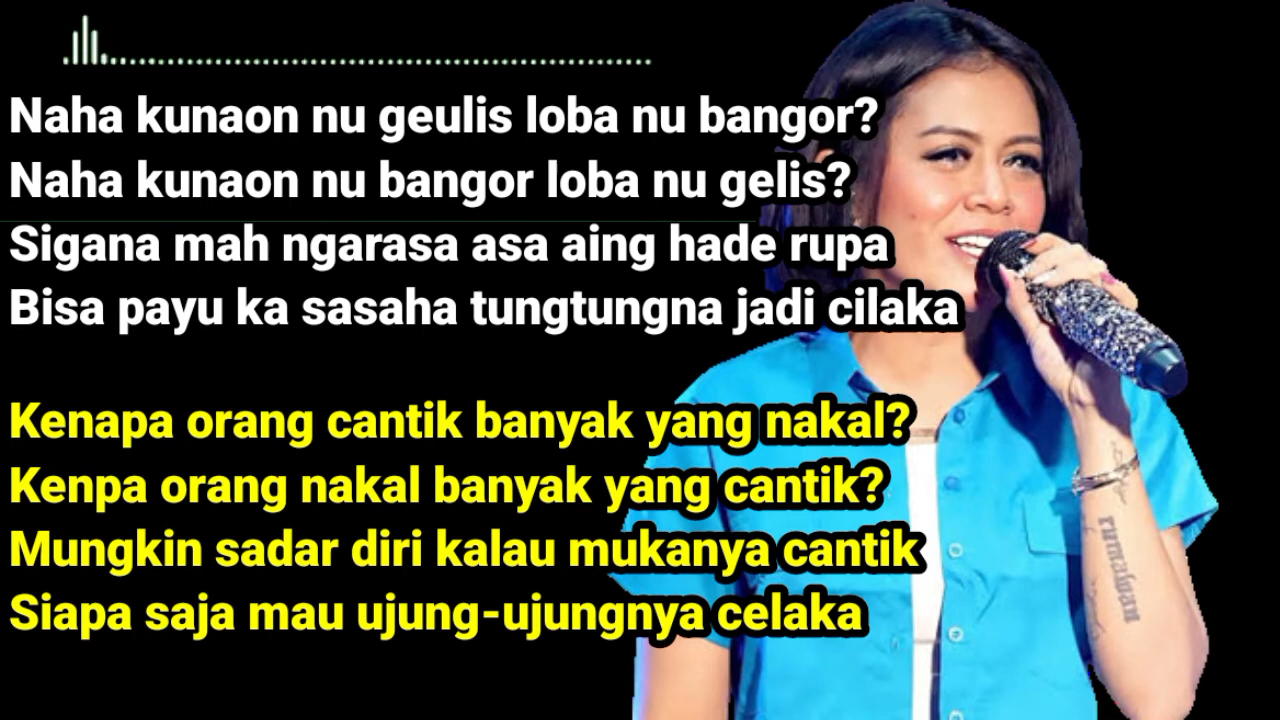 Naha kunaon nu geulis loba nu bangor?
Naha kunaon nu bangor loba nu gelis?
Sigana mah ngarasa asa aing hade rupa
Bisa payu ka sasaha tungtungna jadi cilaka
Kenapa orang cantik banyak yang nakal?
Kenpa orang nakal banyak yang cantik?
Mungkin sadar diri kalau mukanya cantik
Siapa saja mau ujung-ujungnya celaka